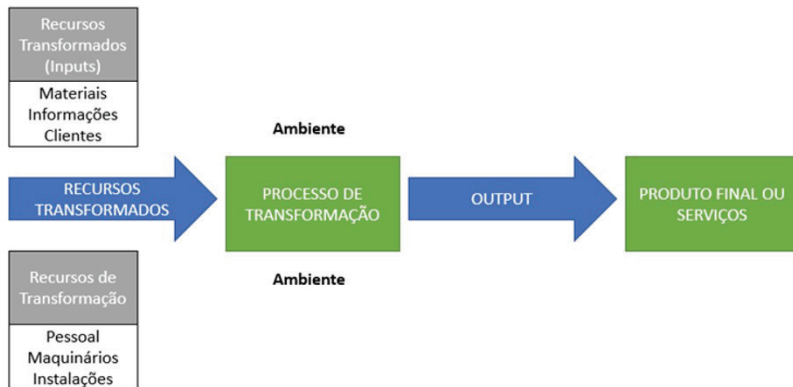 Recursos
Transformados
(Inputs)
Materiais
Informações
Clientes
Ambiente
RECURSOS
TRANSFORMADOS
PROCESSO DE
TRANSFORMAÇÃO
OUTPUT
PRODUTO FINAL OU
SERVIÇOS
Ambiente
Recursos de
Transformação
Pessoal
Maquinários
Instalações